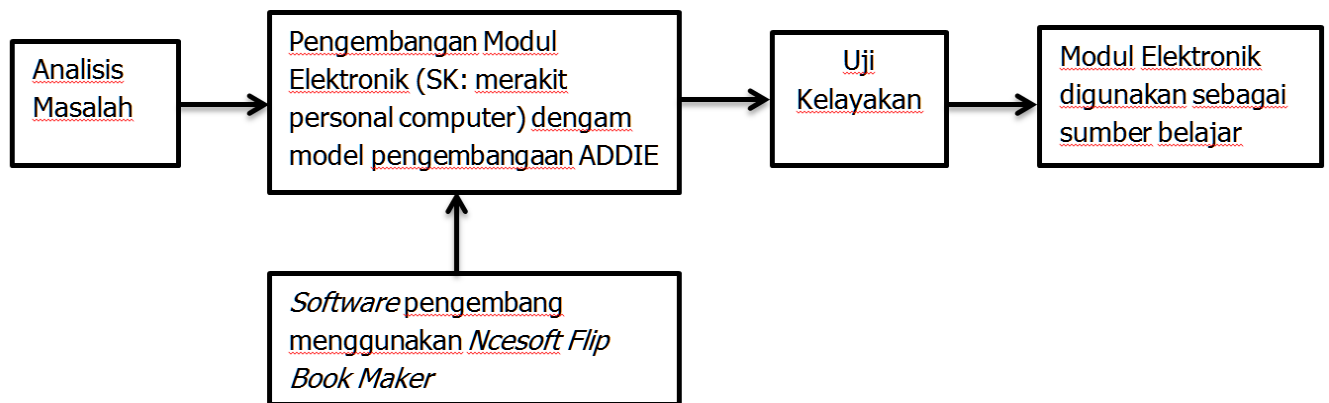 Analisis
Masalah
Pengembangan Modul
Elektronik (SK: merakit
personal computer) dengam
model pengembangaan ADDIE
Uji
Kelayakan
Modul Elektronik
digunakan sebagai
sumber belajar
Software pengembang
menggunakan Ncesoft Flip
Book Maker